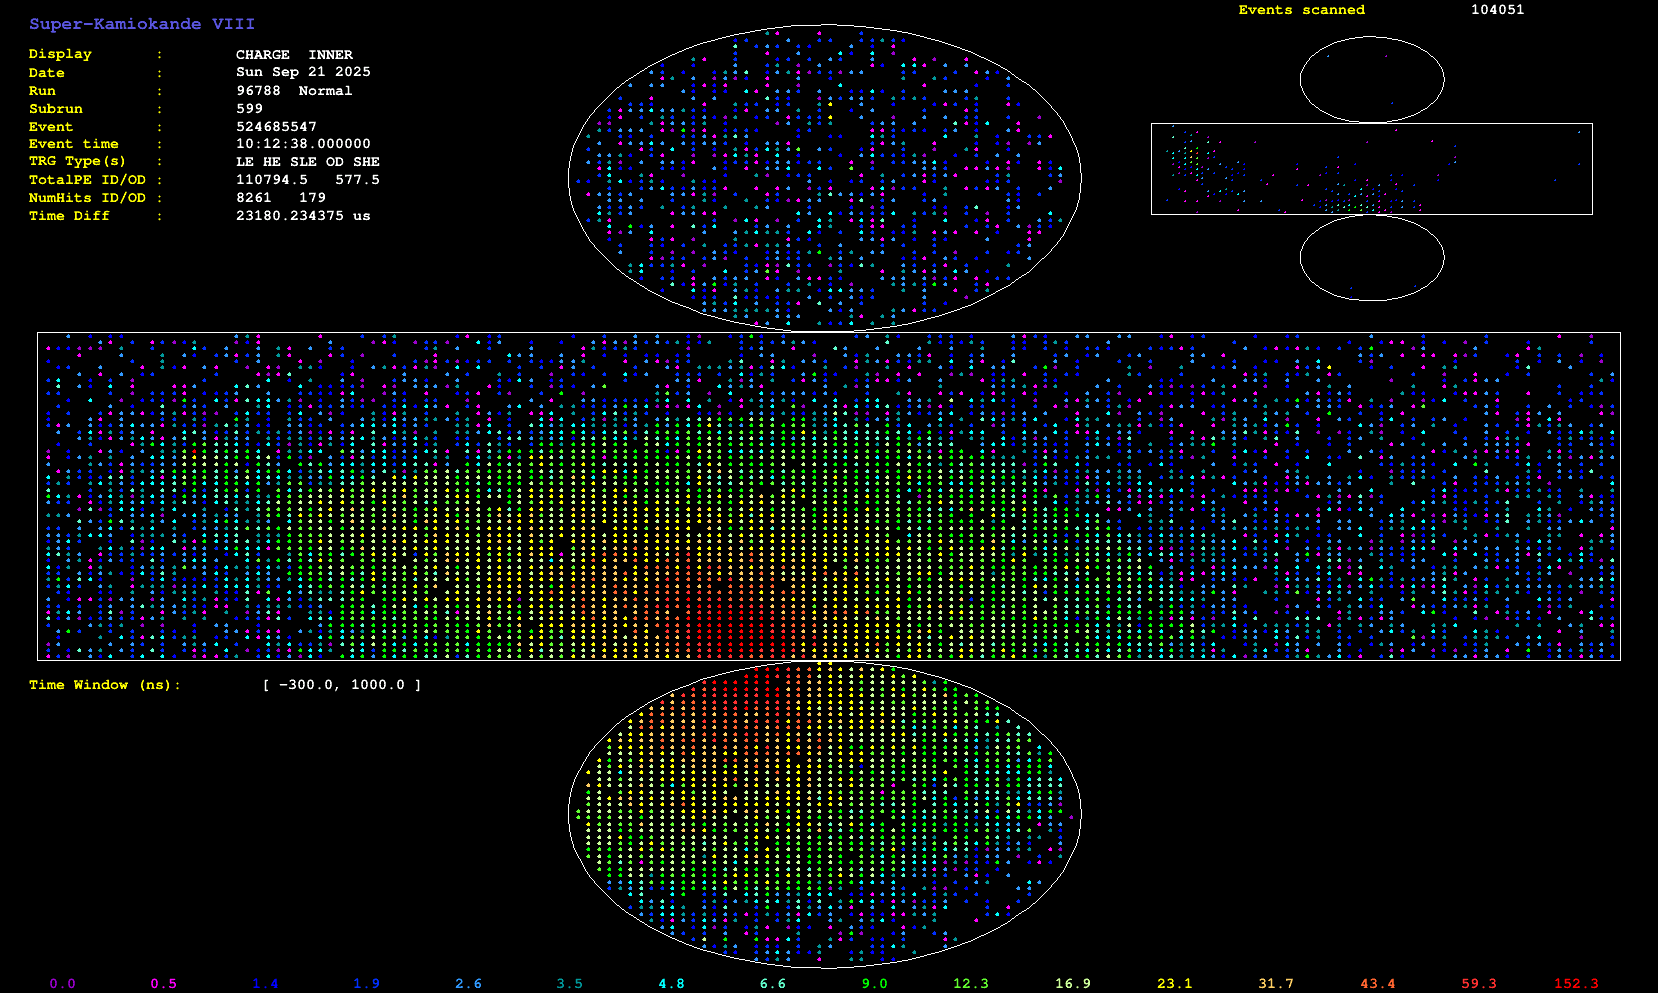 Super-Kamiokande VIII
Events scanned 104051
Display : CHARGE INNER
Date : Sun Sep 21 2025
Run : 96788 Normal
Subrun : 599
Event : 524685547
Event time : 10:12:38.000000
TRG Type(s) : LE HE SLE OD SHE
TotalPE ID/OD : 110794.5 577.5
NumHits ID/OD : 8261 179
Time Diff : 23180.234375 us
Time Window (ns): [ -300.0, 1000.0 ]
0.0 0.5 1.4 1.9 2.6 3.5 4.8 6.6 9.0 12.3 16.9 23.1 31.7 43.4 59.3 152.3